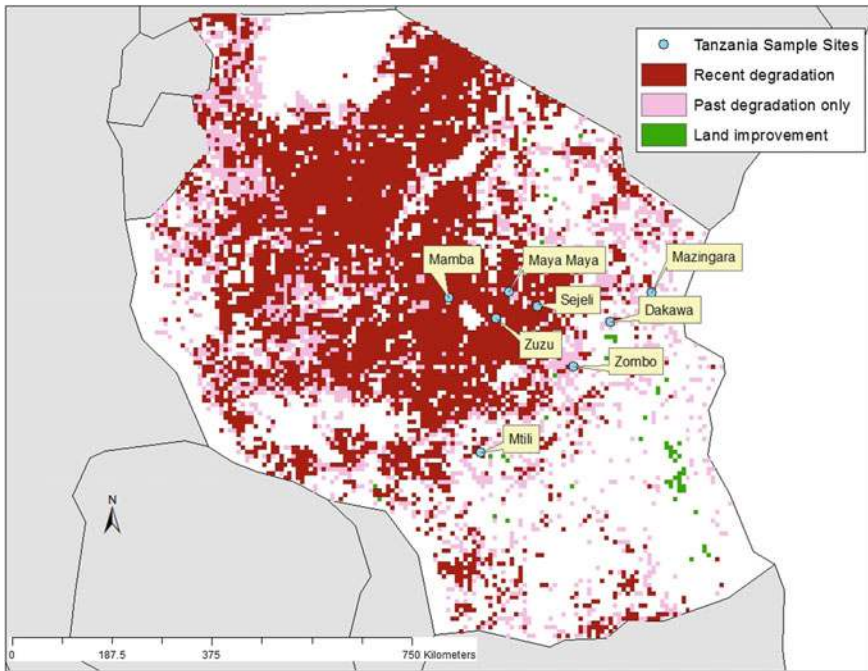 Tanzania Sample Sites
Recent degradation
Past degradation only
Land improvement
Mamba
Maya Maya
Mazingara
Sejeli
Dakawa
Zuzu
Zombo
Mtili
N
0 187.5 375 750 Kilometers